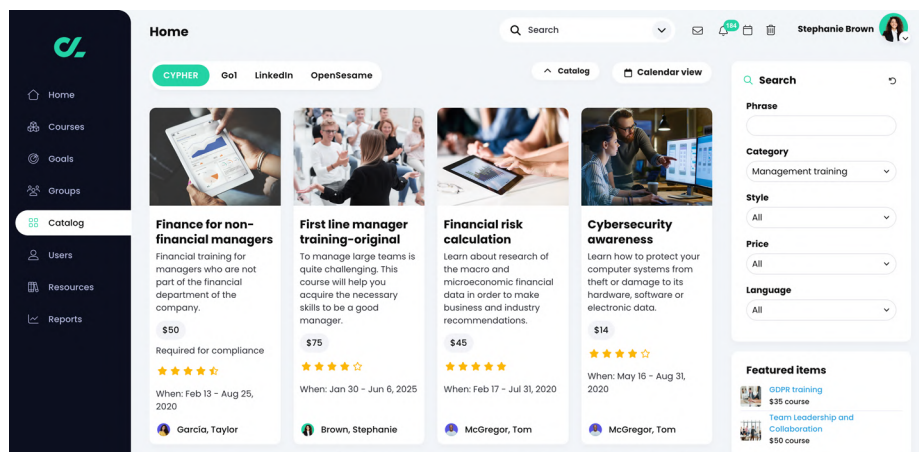 Home
Search
184
Stephanie Brown
Home
Courses
Goals
Groups
Catalog
Users
Resources
Reports
CYPHER
Go1
LinkedIn
OpenSesame
Catalog
Calendar view
Finance for non-
financial managers
Financial training for
managers who are not
part of the financial
department of the
company.
$50
Required for compliance
When: Feb 13 - Aug 25,
2020
García, Taylor
First line manager
training-original
To manage large teams is
quite challenging. This
course will help you
acquire the necessary
skills to be a good
manager.
$75
When: Jan 30 - Jun 6, 2025
Brown, Stephanie
Financial risk
calculation
Learn about research of
the macro and
microeconomic financial
data in order to make
business and industry
recommendations.
$45
When: Feb 17 - Jul 31, 2020
McGregor, Tom
Cybersecurity
awareness
Learn how to protect your
computer systems from
theft or damage to its
hardware, software or
electronic data.
$14
When: May 16 - Aug 31,
2020
McGregor, Tom
Search
Phrase
Category
Management training
Style
All
Price
All
Language
All
Featured items
GDPR training
$35 course
Team Leadership and
Collaboration
$50 course